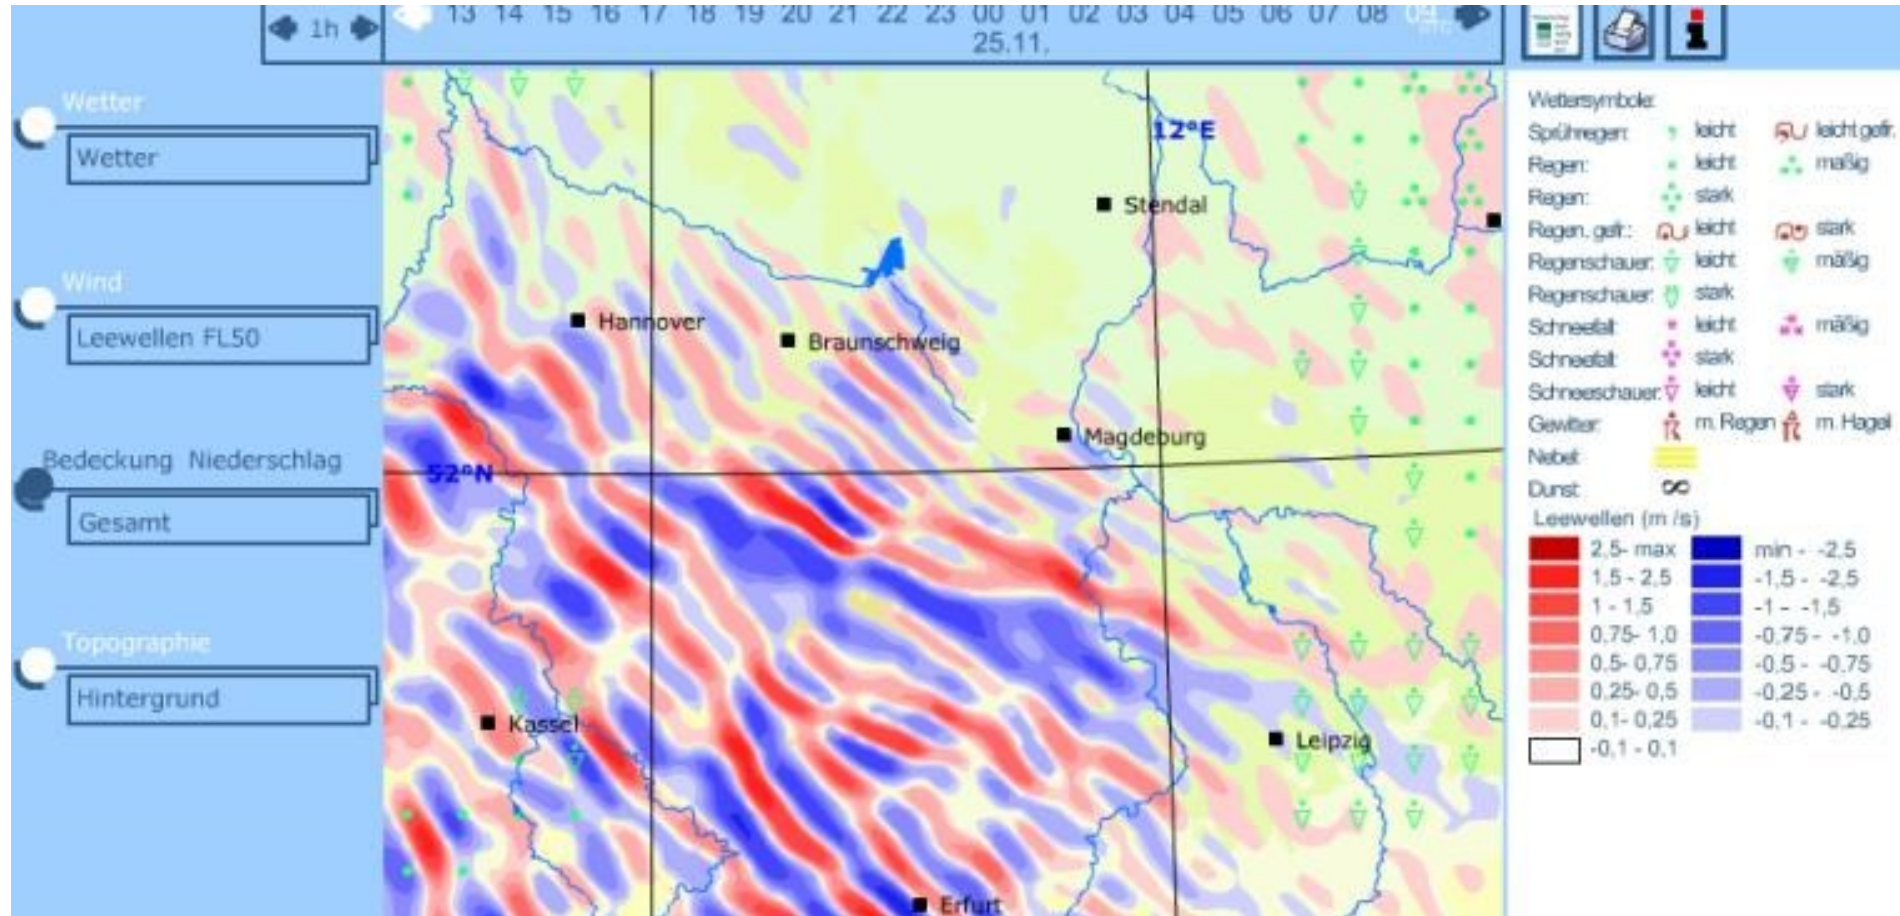 1h 13 14 15 16 17 18 19 20 21 22 23 00 01 02 03 04 05 06 07 08 09
25.11.
Wetter
Wetter
Wind
Leewellen FL50
Bedeckung Niederschlag
Gesamt
Topographie
Hintergrund
12°E
Stendal
Hannover
Braunschweig
Magdeburg
52°N
Kassel
Leipzig
Erfurt
Wettersymbole:
Sprühregen: leicht leicht gefr.
Regen: leicht mäßig
Regen: stark
Regen, gefr.: leicht stark
Regenschauer: leicht mäßig
Regenschauer: stark
Schneefall: leicht mäßig
Schneefall: stark
Schneeschauer: leicht stark
Gewitter: m. Regen m. Hagel
Nebel:
Dunst:
Leewellen (m /s)
2,5- max min - -2,5
1,5 - 2,5 -1,5 - -2,5
1 - 1,5 -1 - -1,5
0.75- 1.0 -0.75 - -1.0
0.5- 0,75 -0.5 - -0.75
0.25- 0,5 -0.25 - -0.5
0.1- 0,25 -0.1 - -0.25
-0,1 - 0,1